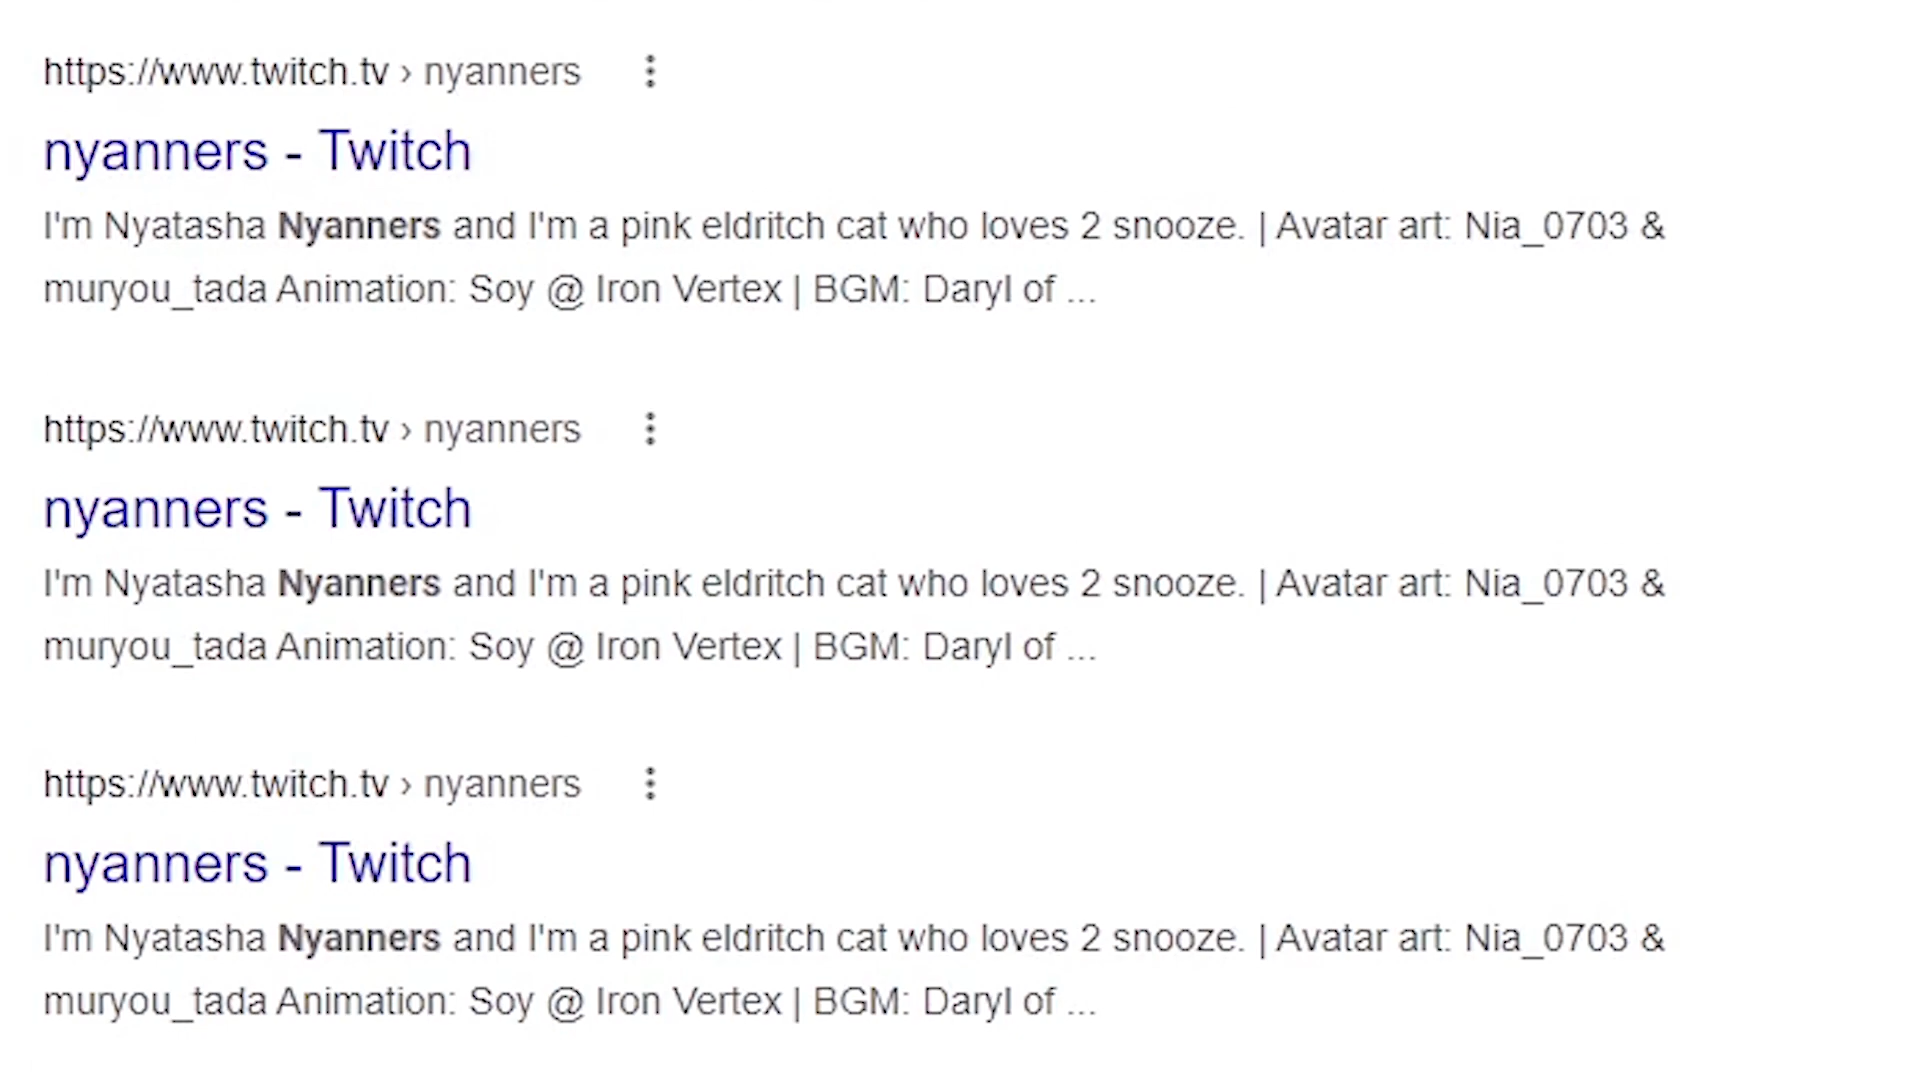 https://www.twitch.tv › nyanners
nyanners - Twitch
I'm Nyatasha Nyanners and I'm a pink eldritch cat who loves 2 snooze. | Avatar art: Nia_0703 &
muryou_tada Animation: Soy @ Iron Vertex | BGM: Daryl of ...
https://www.twitch.tv › nyanners
nyanners - Twitch
I'm Nyatasha Nyanners and I'm a pink eldritch cat who loves 2 snooze. | Avatar art: Nia_0703 &
muryou_tada Animation: Soy @ Iron Vertex | BGM: Daryl of ...
https://www.twitch.tv › nyanners
nyanners - Twitch
I'm Nyatasha Nyanners and I'm a pink eldritch cat who loves 2 snooze. | Avatar art: Nia_0703 &
muryou_tada Animation: Soy @ Iron Vertex | BGM: Daryl of ...